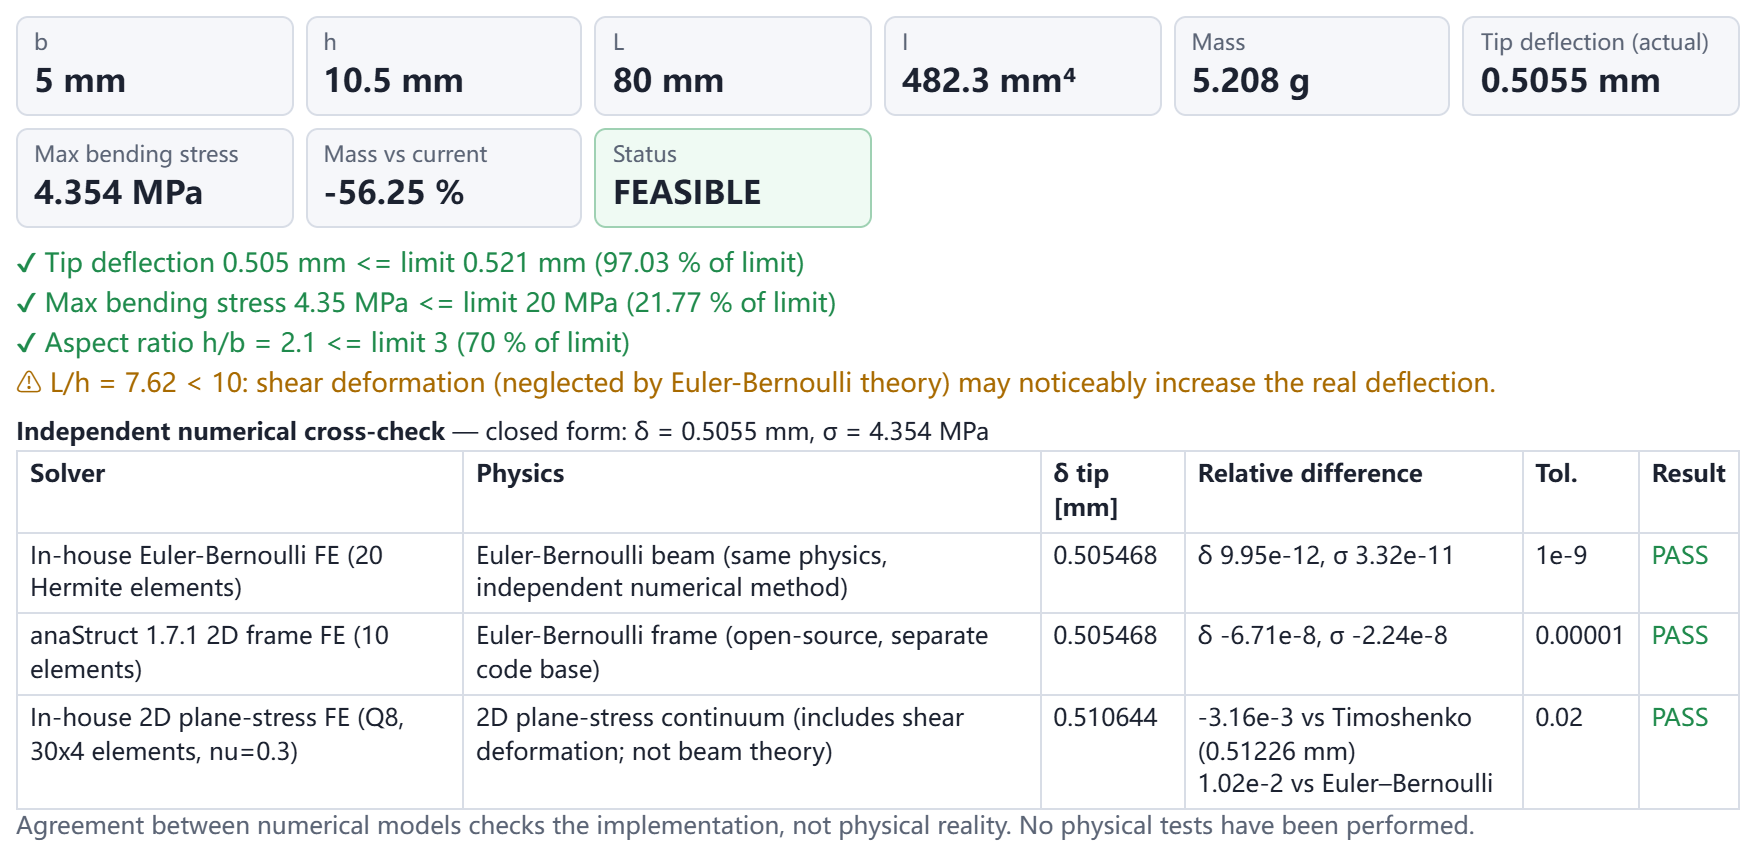 b
5 mm
h
10.5 mm
L
80 mm
I
482.3 mm⁴
Mass
5.208 g
Tip deflection (actual)
0.5055 mm
Max bending stress
4.354 MPa
Mass vs current
-56.25 %
Status
FEASIBLE
✓ Tip deflection 0.505 mm <= limit 0.521 mm (97.03 % of limit)
✓ Max bending stress 4.35 MPa <= limit 20 MPa (21.77 % of limit)
✓ Aspect ratio h/b = 2.1 <= limit 3 (70 % of limit)
⚠ L/h = 7.62 < 10: shear deformation (neglected by Euler-Bernoulli theory) may noticeably increase the real deflection.
Independent numerical cross-check — closed form: δ = 0.5055 mm, σ = 4.354 MPa
Solver
Physics
δ tip
[mm]
Relative difference
Tol.
Result
In-house Euler-Bernoulli FE (20
Hermite elements)
Euler-Bernoulli beam (same physics,
independent numerical method)
0.505468
δ 9.95e-12, σ 3.32e-11
1e-9
PASS
anaStruct 1.7.1 2D frame FE (10
elements)
Euler-Bernoulli frame (open-source, separate
code base)
0.505468
δ -6.71e-8, σ -2.24e-8
0.00001
PASS
In-house 2D plane-stress FE (Q8,
30x4 elements, nu=0.3)
2D plane-stress continuum (includes shear
deformation; not beam theory)
0.510644
-3.16e-3 vs Timoshenko
(0.51226 mm)
1.02e-2 vs Euler–Bernoulli
0.02
PASS
Agreement between numerical models checks the implementation, not physical reality. No physical tests have been performed.